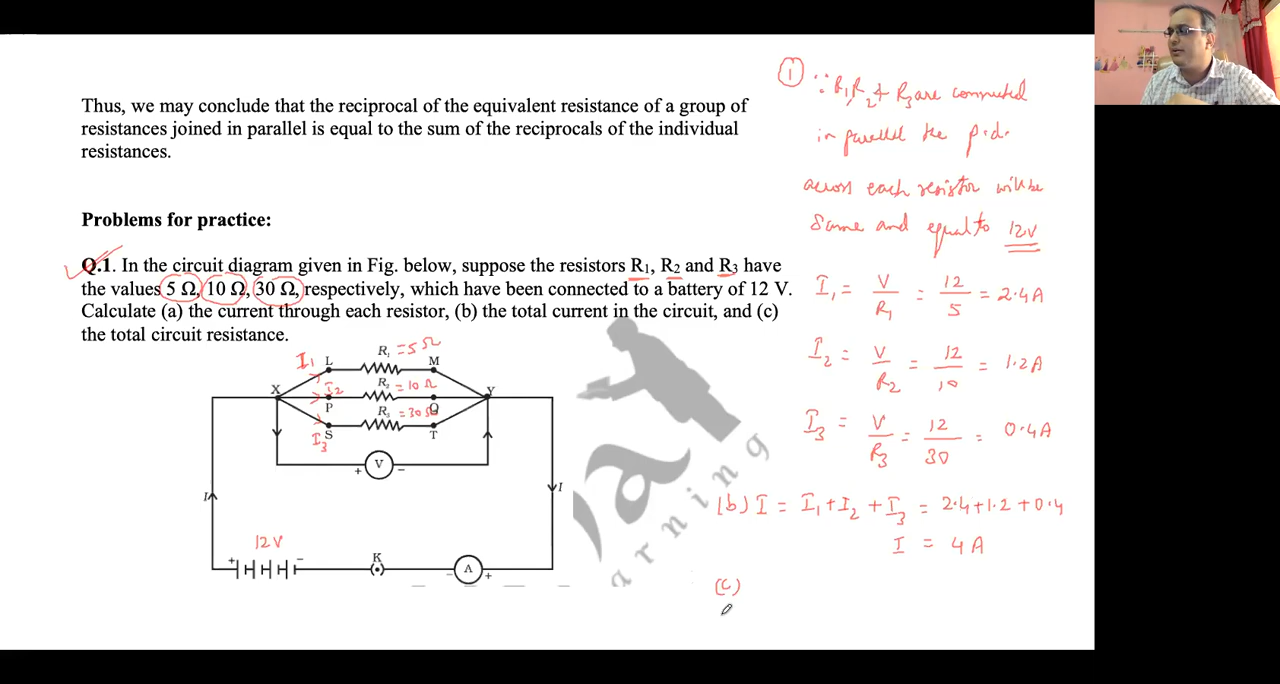 Thus, we may conclude that the reciprocal of the equivalent resistance of a group of
resistances joined in parallel is equal to the sum of the reciprocals of the individual
resistances.
Problems for practice:
Q.1. In the circuit diagram given in Fig. below, suppose the resistors R₁, R₂ and R₃ have
the values 5 Ω, 10 Ω, 30 Ω, respectively, which have been connected to a battery of 12 V.
Calculate (a) the current through each resistor, (b) the total current in the circuit, and (c)
the total circuit resistance.
R₁ = 5 Ω
I₁ L M
R₂ = 10 Ω
X I₂ Y
P Q
R₃ = 30 Ω
I₃ S T
+ V −
I I
12V
+ − K − A +
arning
① ∵ R₁, R₂ & R₃ are connected
in parallel the p.d.
across each resistor will be
same and equal to 12V
I₁ = V/R₁ = 12/5 = 2.4A
I₂ = V/R₂ = 12/10 = 1.2A
I₃ = V/R₃ = 12/30 = 0.4A
(b) I = I₁ + I₂ + I₃ = 2.4+1.2+0.4
I = 4A
(c)